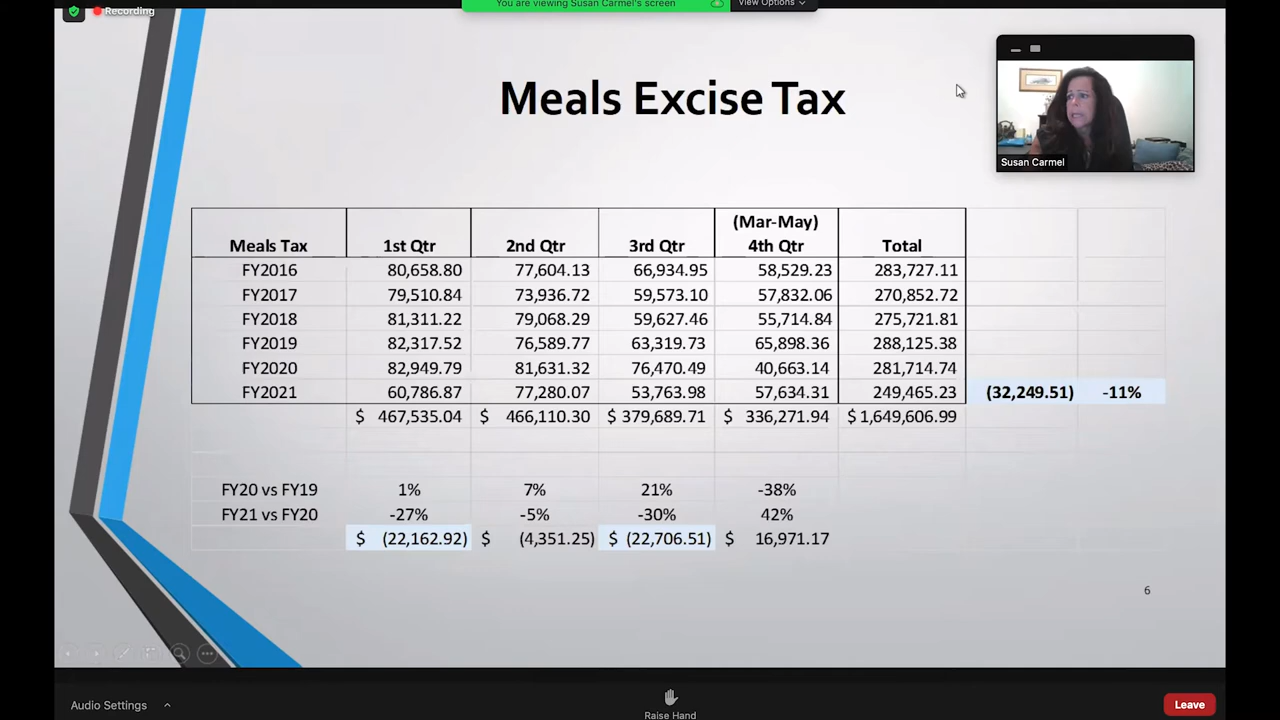 You are viewing Susan Carmel's screen
View Options
Recording
Meals Excise Tax
Susan Carmel
(Mar-May)
Meals Tax 1st Qtr 2nd Qtr 3rd Qtr 4th Qtr Total
FY2016 80,658.80 77,604.13 66,934.95 58,529.23 283,727.11
FY2017 79,510.84 73,936.72 59,573.10 57,832.06 270,852.72
FY2018 81,311.22 79,068.29 59,627.46 55,714.84 275,721.81
FY2019 82,317.52 76,589.77 63,319.73 65,898.36 288,125.38
FY2020 82,949.79 81,631.32 76,470.49 40,663.14 281,714.74
FY2021 60,786.87 77,280.07 53,763.98 57,634.31 249,465.23 (32,249.51) -11%
$ 467,535.04 $ 466,110.30 $ 379,689.71 $ 336,271.94 $ 1,649,606.99
FY20 vs FY19 1% 7% 21% -38%
FY21 vs FY20 -27% -5% -30% 42%
$ (22,162.92) $ (4,351.25) $ (22,706.51) $ 16,971.17
6
Audio Settings
Raise Hand
Leave